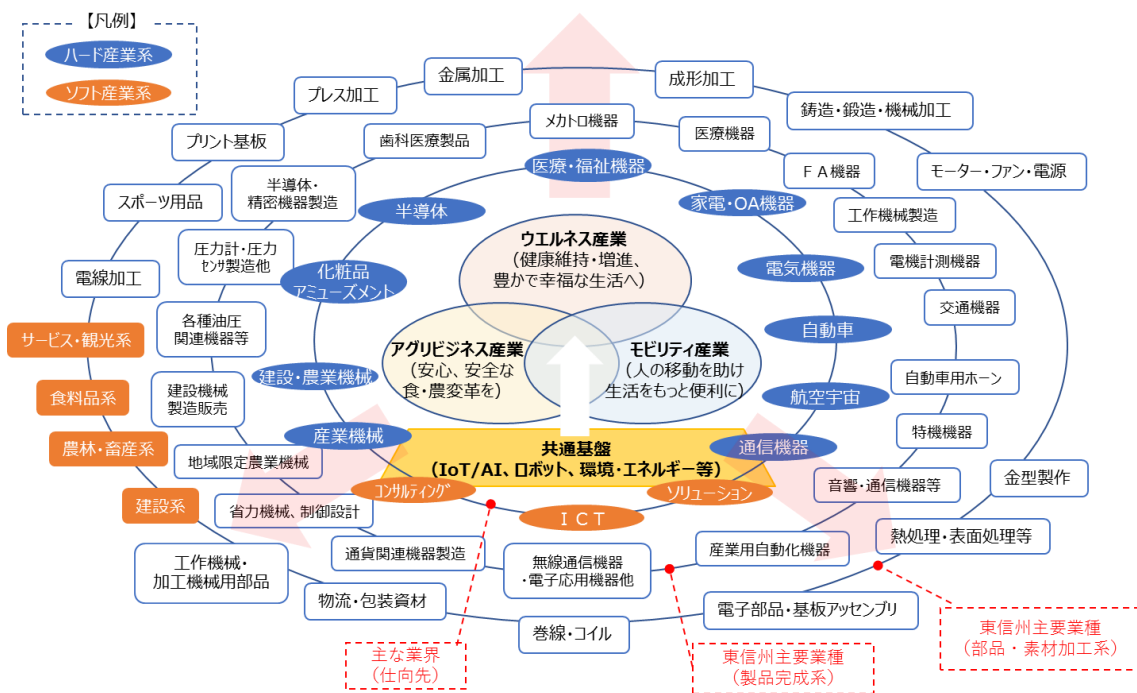 【凡例】
ハード産業系
ソフト産業系
金属加工
成形加工
プレス加工
鋳造・鍛造・機械加工
プリント基板
メカトロ機器
歯科医療製品
医療機器
医療・福祉機器
ＦＡ機器
モーター・ファン・電源
スポーツ用品
半導体・
精密機器製造
半導体
家電・OA機器
工作機械製造
ウエルネス産業
（健康維持・増進、
豊かで幸福な生活へ）
電線加工
圧力計・圧力
センサ製造他
化粧品
アミューズメント
電気機器
電機計測機器
交通機器
サービス・観光系
各種油圧
関連機器等
自動車
アグリビジネス産業
（安心、安全な
食・農変革を）
モビリティ産業
（人の移動を助け
生活をもっと便利に）
食料品系
建設機械
製造販売
建設・農業機械
航空宇宙
自動車用ホーン
農林・畜産系
産業機械
通信機器
特機機器
共通基盤
（IoT/AI、ロボット、環境・エネルギー等）
地域限定農業機械
金型製作
建設系
コンサルティング
ソリューション
音響・通信機器等
省力機械、制御設計
ＩＣＴ
熱処理・表面処理等
工作機械・
加工機械用部品
通貨関連機器製造
無線通信機器
・電子応用機器他
産業用自動化機器
物流・包装資材
巻線・コイル
電子部品・基板アッセンブリ
主な業界
（仕向先）
東信州主要業種
（製品完成系）
東信州主要業種
（部品・素材加工系）